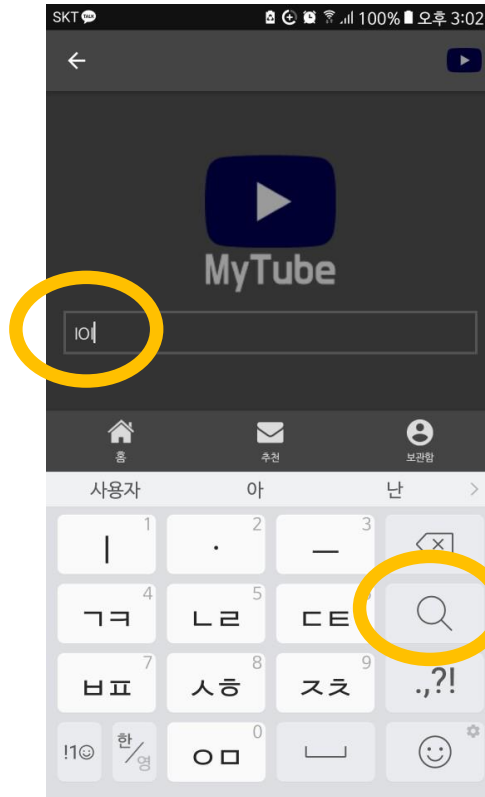 SKT 100% 오후 3:02
MyTube
IOI
홈 추천 보관함
사용자 아 난
ㅣ 1 · 2 ㅡ 3
ㄱㅋ 4 ㄴㄹ 5 ㄷㅌ
ㅂㅍ 7 ㅅㅎ 8 ㅈㅊ 9 .,?!
!1☺ 한/영 ㅇㅁ 0